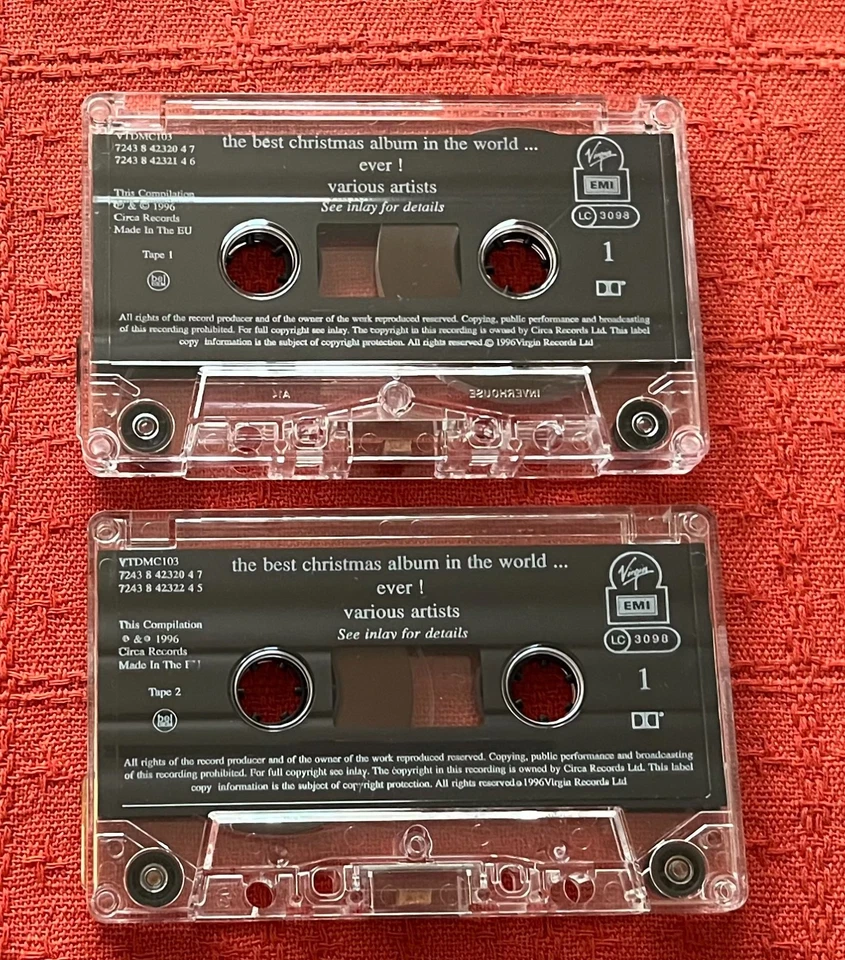 VTDMC103
7243 8 42320 4 7
7243 8 42321 4 6
the best christmas album in the world ...
ever !
various artists
See inlay for details
This Compilation
℗ & © 1996
Circa Records
Made In The EU
Tape 1
bel
Virgin
EMI
LC 3098
1
All rights of the record producer and of the owner of the work reproduced reserved. Copying, public performance and broadcasting
of this recording prohibited. For full copyright see inlay. The copyright in this recording is owned by Circa Records Ltd. This label
copy information is the subject of copyright protection. All rights reserved.© 1996Virgin Records Ltd
A14
INVERHOUSE
VTDMC103
7243 8 42320 4 7
7243 8 42322 4 5
the best christmas album in the world ...
ever !
various artists
See inlay for details
This Compilation
℗ & © 1996
Circa Records
Made In The
Tape 2
bel
Virgin
EMI
LC 3098
1
All rights of the record producer and of the owner of the work reproduced reserved. Copying, public performance and broadcasting
of this recording prohibited. For full copyright see inlay. The copyright in this recording is owned by Circa Records Ltd. This label
copy information is the subject of copyright protection. All rights reserved © 1996Virgin Records Ltd